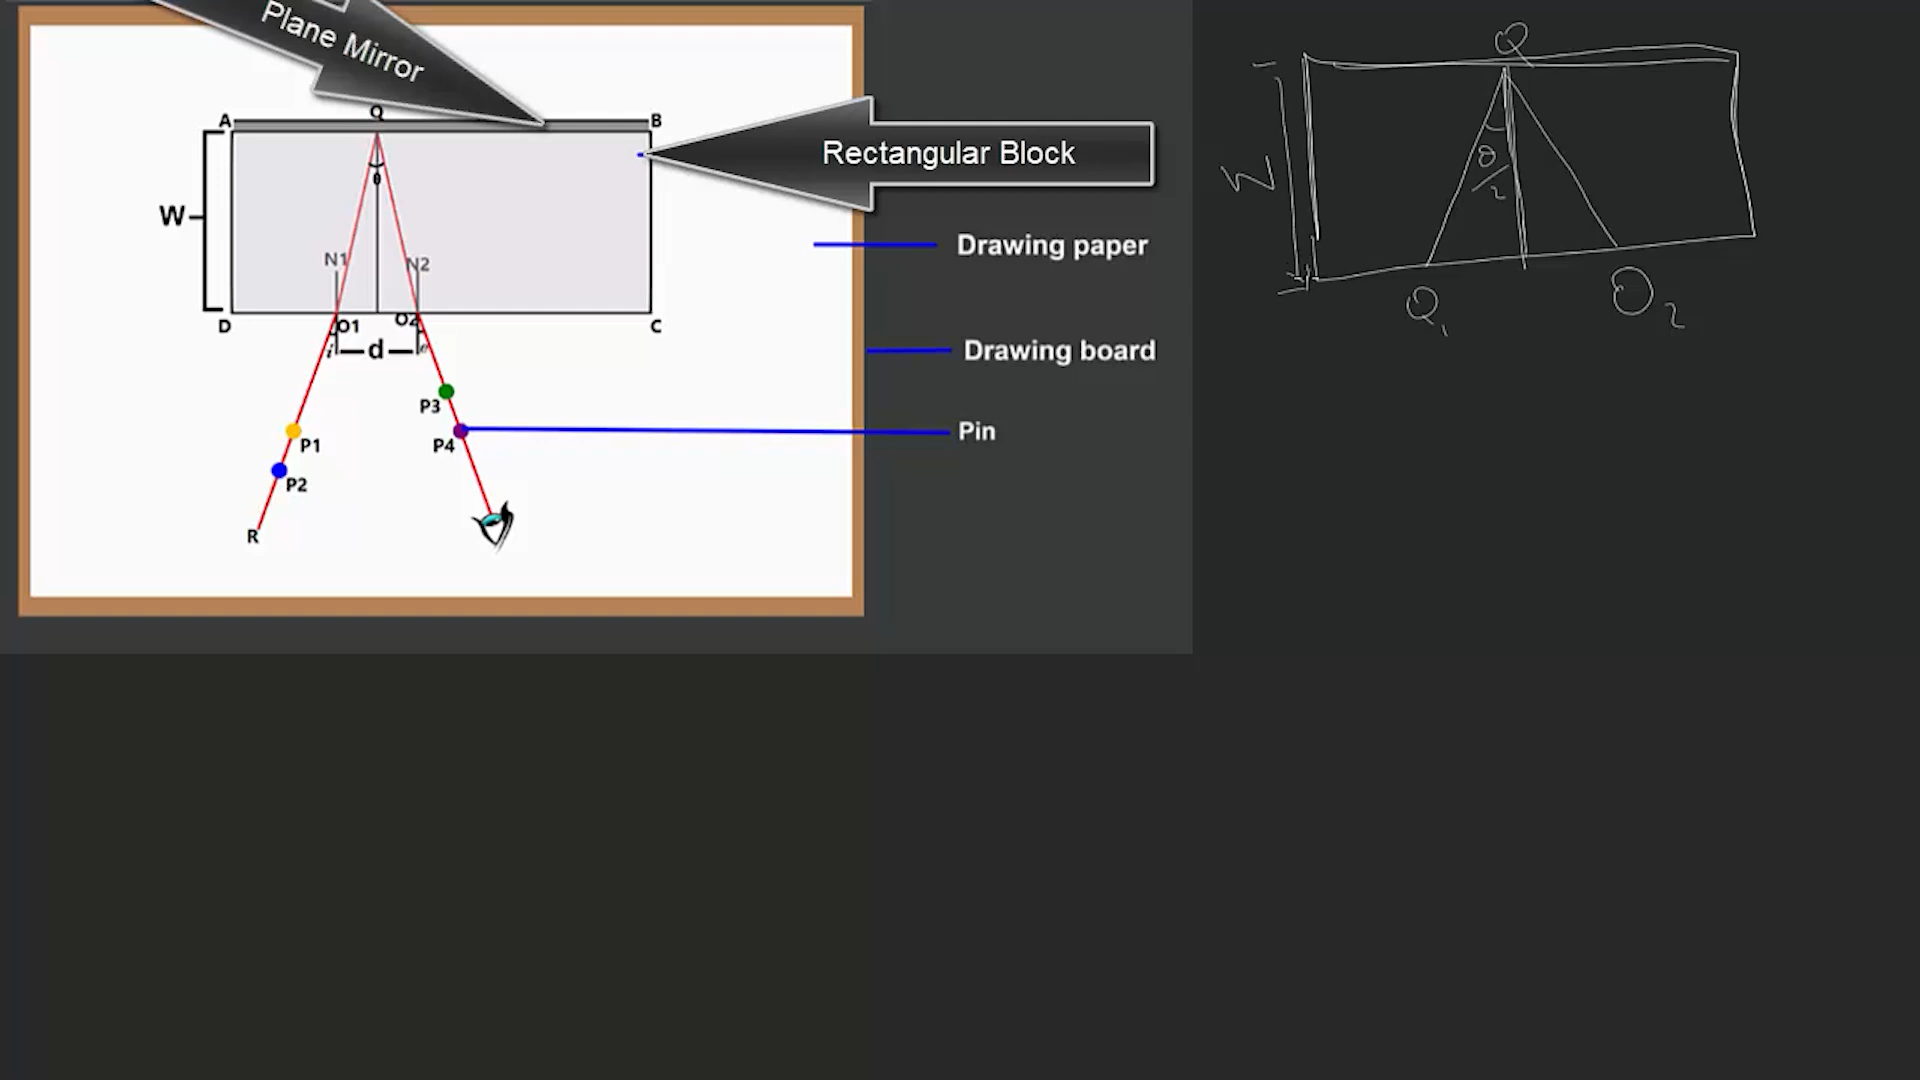 Plane Mirror
Q
A
B
Rectangular Block
θ
W
N1
N2
Drawing paper
D
O1
O2
C
i
d
e
Drawing board
P3
P1
P4
Pin
P2
R
Q
W
θ/2
Q1
O2